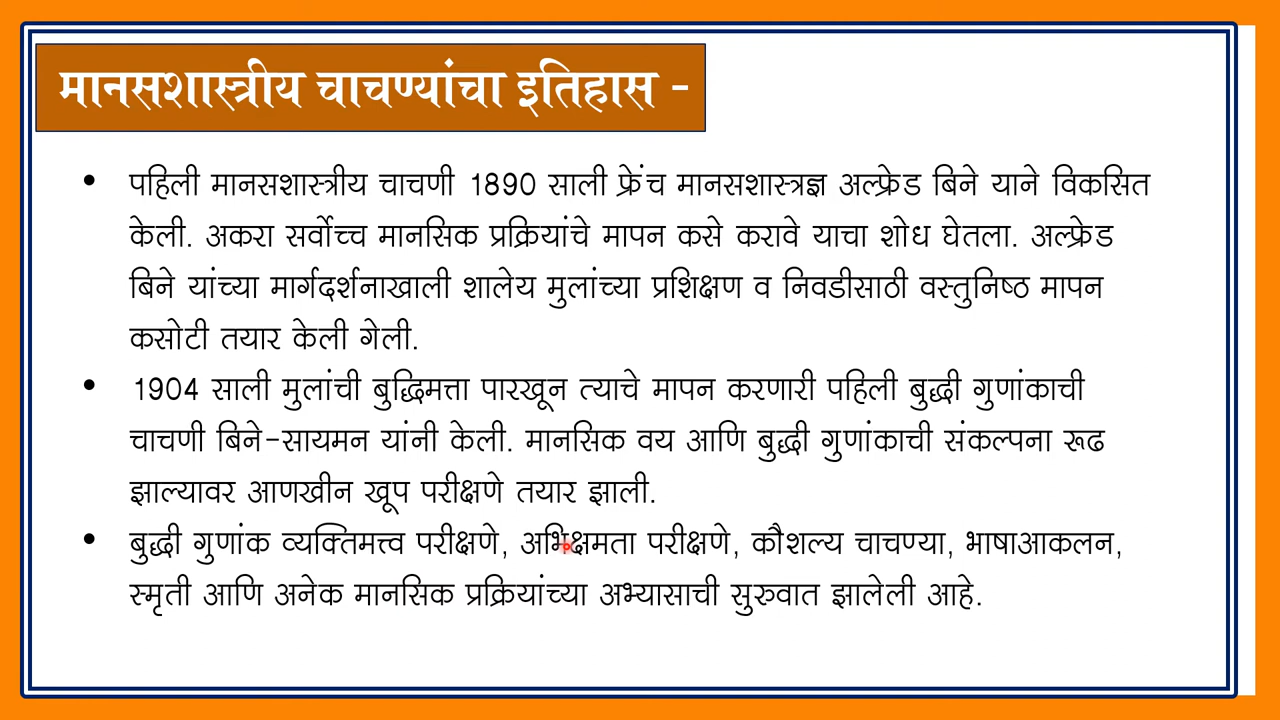 मानसशास्त्रीय चाचण्यांचा इतिहास -
• पहिली मानसशास्त्रीय चाचणी 1890 साली फ्रेंच मानसशास्त्रज्ञ अल्फ्रेड बिने याने विकसित
केली. अकरा सर्वोच्च मानसिक प्रक्रियांचे मापन कसे करावे याचा शोध घेतला. अल्फ्रेड
बिने यांच्या मार्गदर्शनाखाली शालेय मुलांच्या प्रशिक्षण व निवडीसाठी वस्तुनिष्ठ मापन
कसोटी तयार केली गेली.
• 1904 साली मुलांची बुद्धिमत्ता पारखून त्याचे मापन करणारी पहिली बुद्धी गुणांकाची
चाचणी बिने-सायमन यांनी केली. मानसिक वय आणि बुद्धी गुणांकाची संकल्पना रूढ
झाल्यावर आणखीन खूप परीक्षणे तयार झाली.
• बुद्धी गुणांक व्यक्तिमत्त्व परीक्षणे, अभिक्षमता परीक्षणे, कौशल्य चाचण्या, भाषाआकलन,
स्मृती आणि अनेक मानसिक प्रक्रियांच्या अभ्यासाची सुरुवात झालेली आहे.